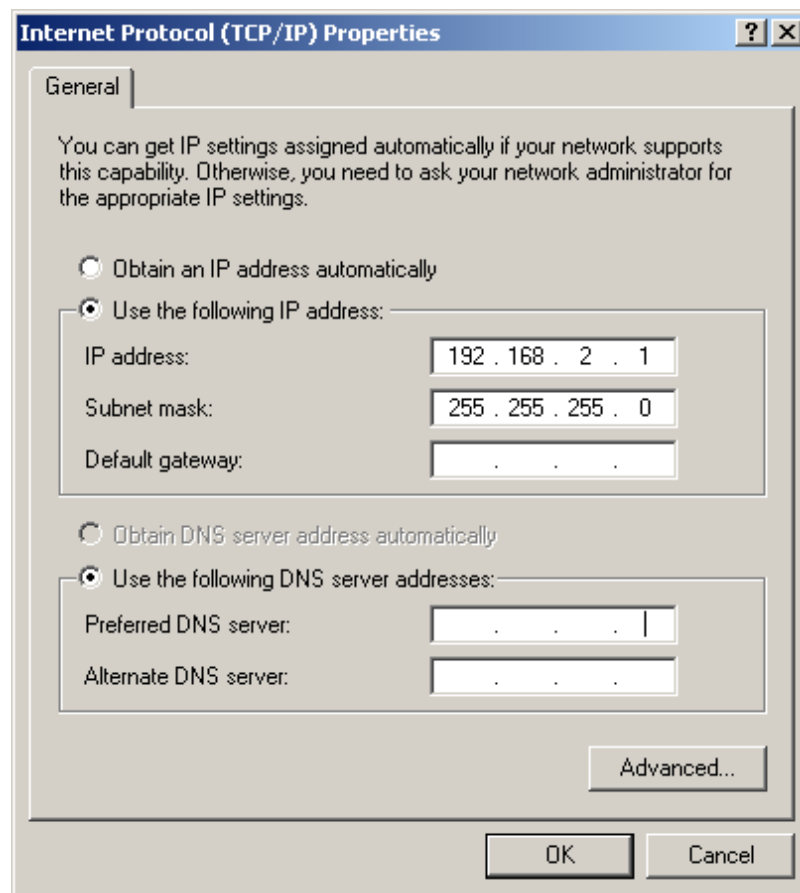 Internet Protocol (TCP/IP) Properties
General
You can get IP settings assigned automatically if your network supports
this capability. Otherwise, you need to ask your network administrator for
the appropriate IP settings.
Obtain an IP address automatically
Use the following IP address:
IP address: 192 . 168 . 2 . 1
Subnet mask: 255 . 255 . 255 . 0
Default gateway: . . .
Obtain DNS server address automatically
Use the following DNS server addresses:
Preferred DNS server: . . .
Alternate DNS server: . . .
Advanced...
OK Cancel